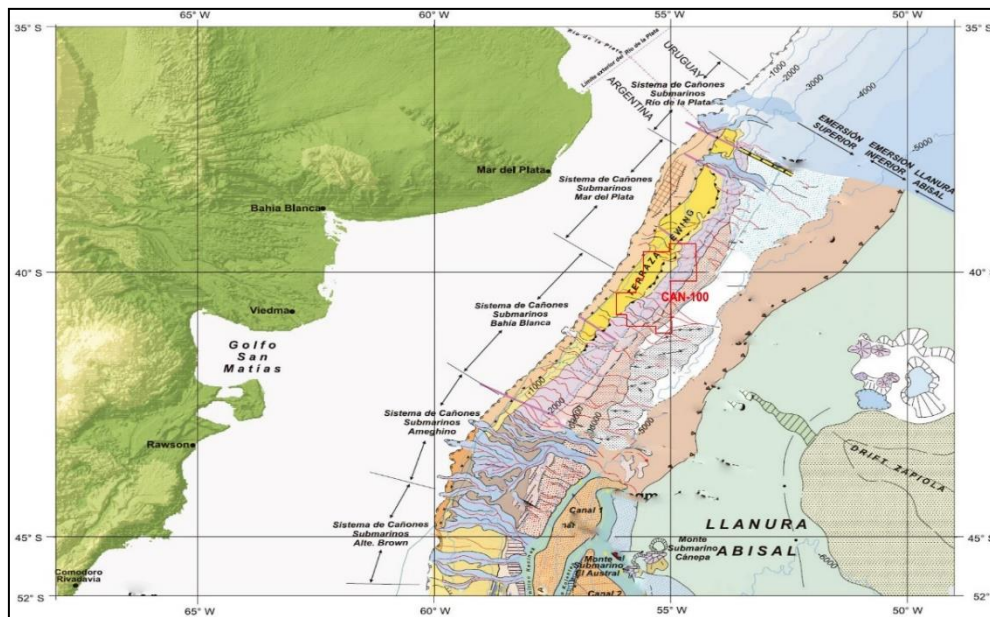 65° W
60° W
55° W
50° W
35° S
35° S
Río de la Plata
Limite exterior del Río de la Plata
URUGUAY
ARGENTINA
Sistema de Cañones
Submarinos
Río de la Plata
-1000
-2000
-3000
-4000
-5000
EMERSIÓN
SUPERIOR
EMERSION
INFERIOR
LLANURA
ABISAL
Mar del Plata
Sistema de Cañones
Submarinos
Mar del Plata
Bahía Blanca
TERRAZA EWING
40° S
40° S
CAN-100
Viedma
Sistema de Cañones
Submarinos
Bahía Blanca
Golfo
San
Matías
-1000
-2000
-5000
Sistema de Cañones
Submarinos
Ameghino
Rawson
DRIFT. ZAPIOLA
Canal 1
LLANURA
ABISAL
45° S
45° S
Sistema de Cañones
Submarinos
Alte. Brown
Monte
Submarino
Cánepa
Monte
Submarino
El Austral
-6000
Comodoro
Rivadavia
Canal 2
52° S
52° S
65° W
60° W
55° W
50° W